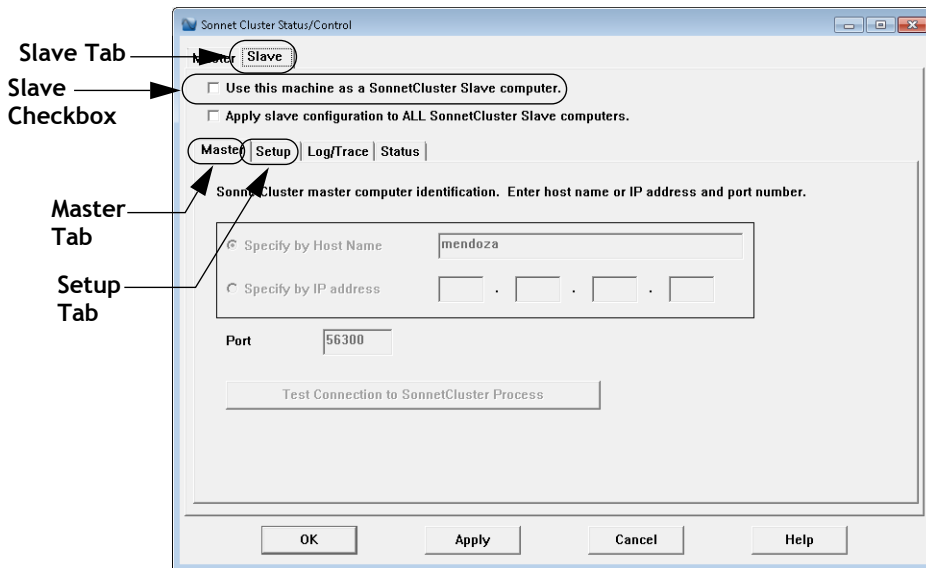 Sonnet Cluster Status/Control
Slave Tab
Master Slave
Slave
Checkbox
Use this machine as a SonnetCluster Slave computer.
Apply slave configuration to ALL SonnetCluster Slave computers.
Master Setup Log/Trace Status
SonnetCluster master computer identification. Enter host name or IP address and port number.
Master
Tab
Specify by Host Name mendoza
Setup
Tab
Specify by IP address . . .
Port 56300
Test Connection to SonnetCluster Process
OK Apply Cancel Help